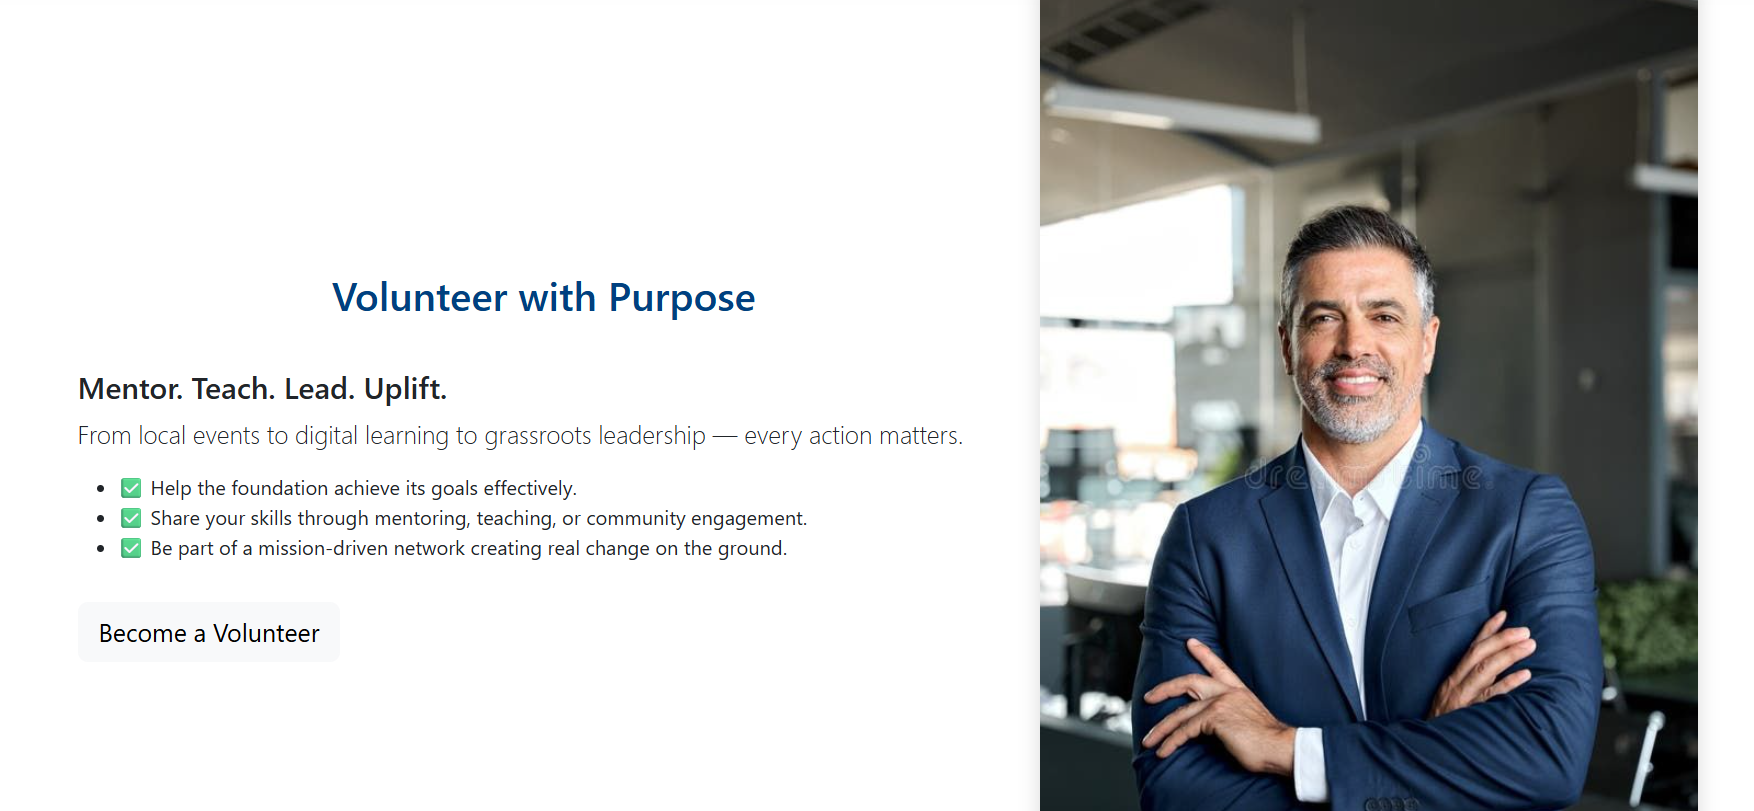 Volunteer with Purpose
Mentor. Teach. Lead. Uplift.
From local events to digital learning to grassroots leadership — every action matters.
• ✅ Help the foundation achieve its goals effectively.
• ✅ Share your skills through mentoring, teaching, or community engagement.
• ✅ Be part of a mission-driven network creating real change on the ground.
Become a Volunteer
dreamstime.